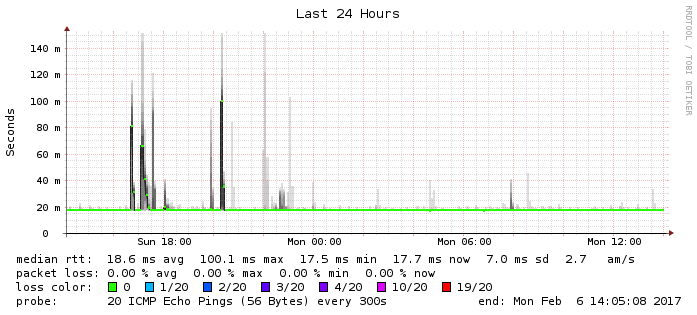 Last 24 Hours
RRDTOOL / TOBI OETIKER
Seconds
140 m
120 m
100 m
80 m
60 m
40 m
20 m
0
Sun 18:00 Mon 00:00 Mon 06:00 Mon 12:00
median rtt: 18.6 ms avg 100.1 ms max 17.5 ms min 17.7 ms now 7.0 ms sd 2.7 am/s
packet loss: 0.00 % avg 0.00 % max 0.00 % min 0.00 % now
loss color: 0 1/20 2/20 3/20 4/20 10/20 19/20
probe: 20 ICMP Echo Pings (56 Bytes) every 300s end: Mon Feb 6 14:05:08 2017